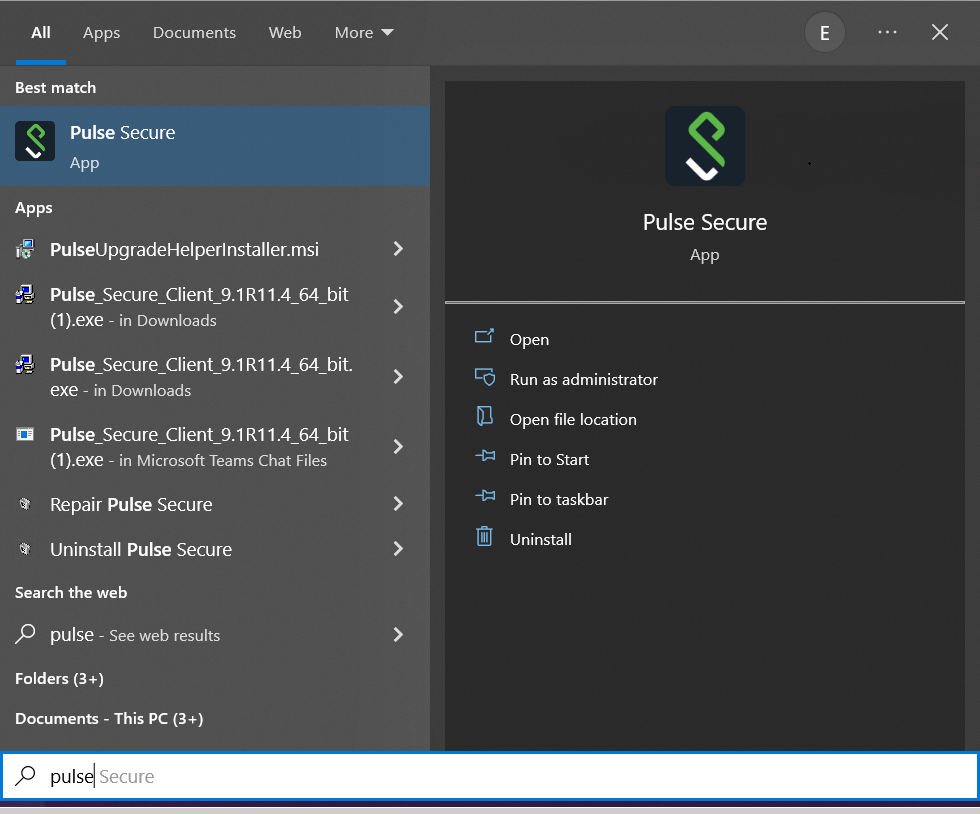 All Apps Documents Web More E ...
Best match
Pulse Secure
App
Apps
PulseUpgradeHelperInstaller.msi
Pulse_Secure_Client_9.1R11.4_64_bit
(1).exe - in Downloads
Pulse_Secure_Client_9.1R11.4_64_bit.
exe - in Downloads
Pulse_Secure_Client_9.1R11.4_64_bit
(1).exe - in Microsoft Teams Chat Files
Repair Pulse Secure
Uninstall Pulse Secure
Search the web
pulse - See web results
Folders (3+)
Documents - This PC (3+)
Pulse Secure
App
Open
Run as administrator
Open file location
Pin to Start
Pin to taskbar
Uninstall
pulse Secure